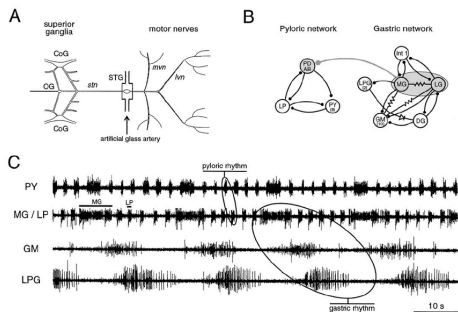 A
superior
ganglia
motor nerves
CoG
OG
CoG
stn
STG
mvn
lvn
artificial glass artery
B
Pyloric network
Gastric network
PD
AB
LP
PY
Int 1
LPG
MG
LG
GM
DG
C
pyloric rhythm
PY
MG
LP
MG / LP
GM
LPG
gastric rhythm
10 s